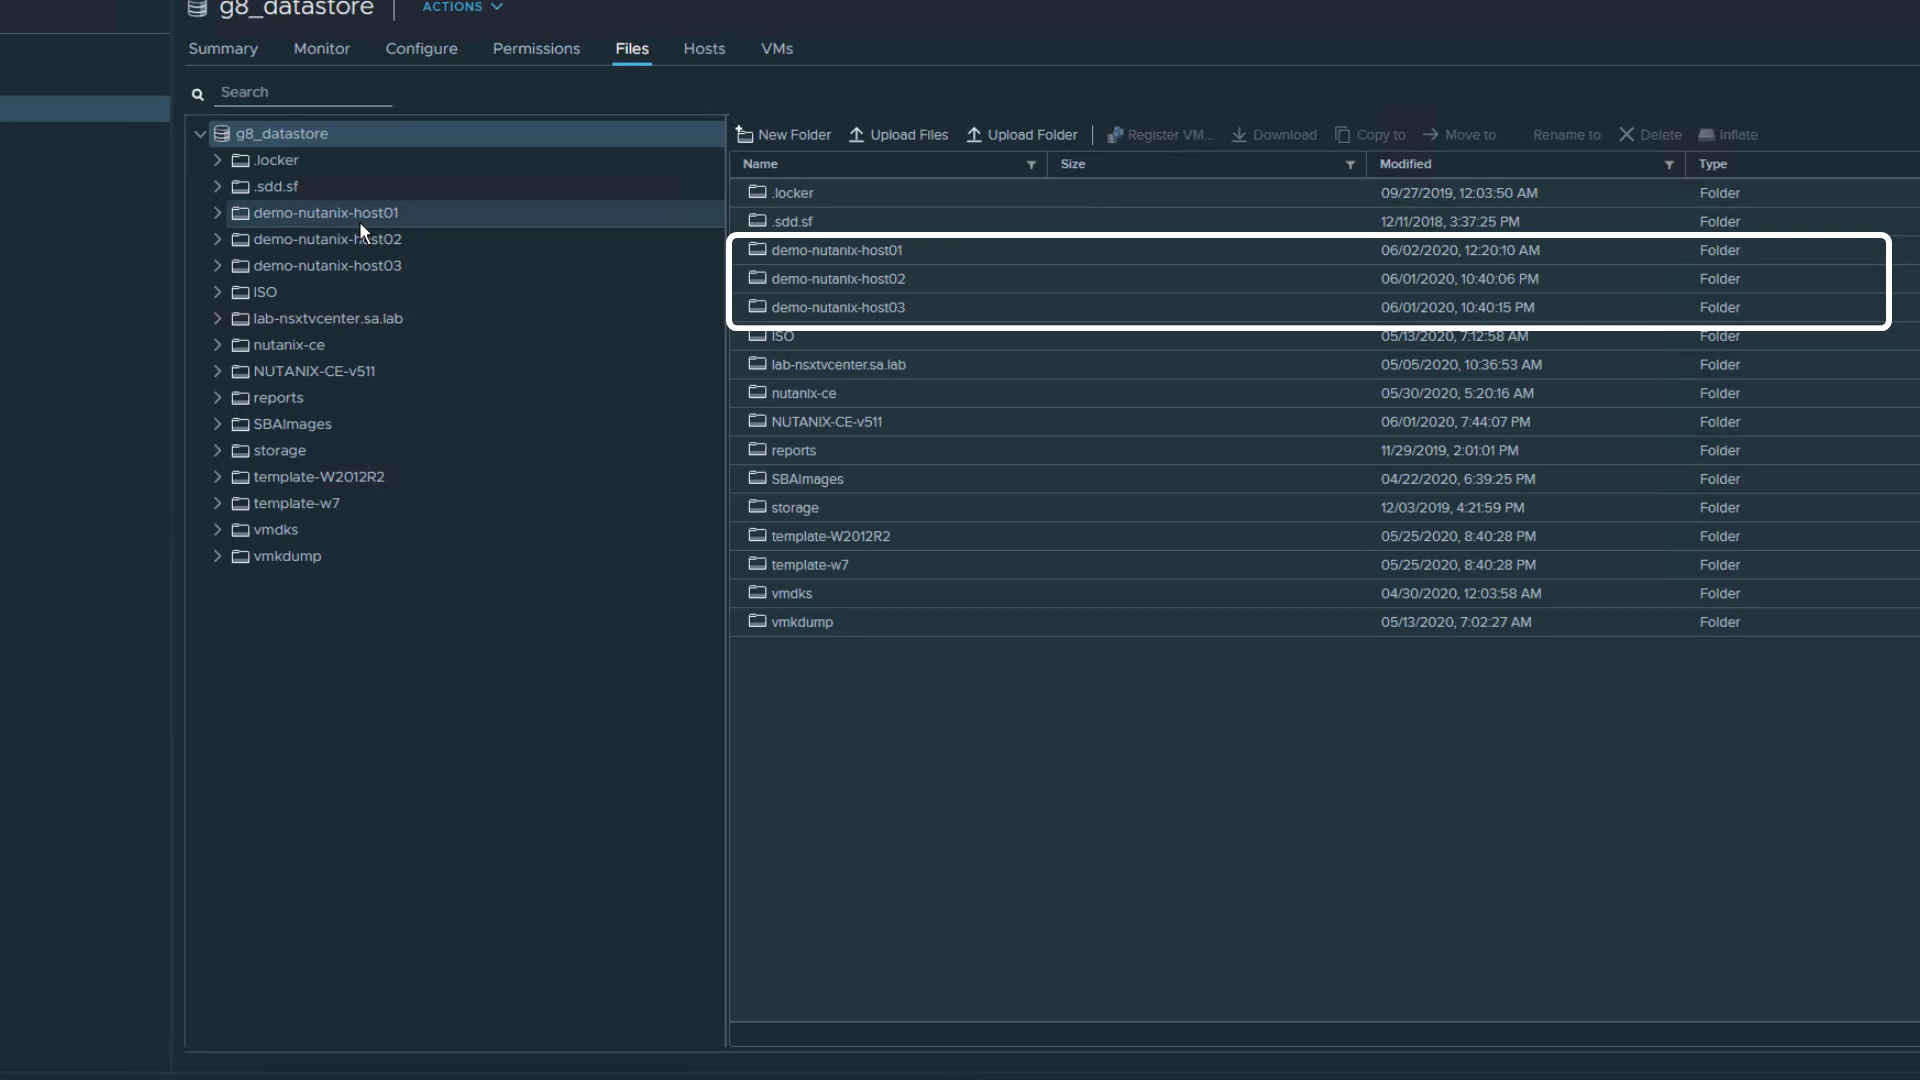 g8_datastore
ACTIONS
Summary Monitor Configure Permissions Files Hosts VMs
Search
g8_datastore
.locker
.sdd.sf
demo-nutanix-host01
demo-nutanix-host02
demo-nutanix-host03
ISO
lab-nsxtvcenter.sa.lab
nutanix-ce
NUTANIX-CE-v511
reports
SBAImages
storage
template-W2012R2
template-w7
vmdks
vmkdump
New Folder Upload Files Upload Folder Register VM... Download Copy to Move to Rename to Delete Inflate
Name Size Modified Type
.locker 09/27/2019, 12:03:50 AM Folder
.sdd.sf 12/11/2018, 3:37:25 PM Folder
demo-nutanix-host01 06/02/2020, 12:20:10 AM Folder
demo-nutanix-host02 06/01/2020, 10:40:06 PM Folder
demo-nutanix-host03 06/01/2020, 10:40:15 PM Folder
ISO 05/13/2020, 7:12:58 AM Folder
lab-nsxtvcenter.sa.lab 05/05/2020, 10:36:53 AM Folder
nutanix-ce 05/30/2020, 5:20:16 AM Folder
NUTANIX-CE-v511 06/01/2020, 7:44:07 PM Folder
reports 11/29/2019, 2:01:01 PM Folder
SBAImages 04/22/2020, 6:39:25 PM Folder
storage 12/03/2019, 4:21:59 PM Folder
template-W2012R2 05/25/2020, 8:40:28 PM Folder
template-w7 05/25/2020, 8:40:28 PM Folder
vmdks 04/30/2020, 12:03:58 AM Folder
vmkdump 05/13/2020, 7:02:27 AM Folder